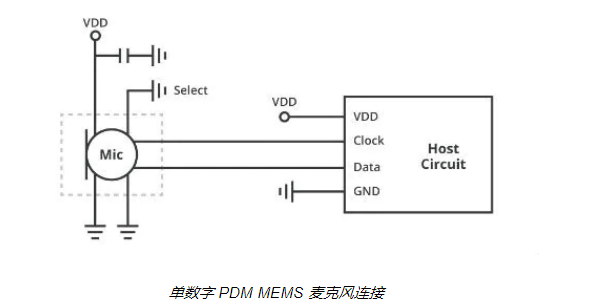 VDD
Select
VDD
VDD
Clock
Mic
Host
Circuit
Data
GND
单数字 PDM MEMS 麦克风连接